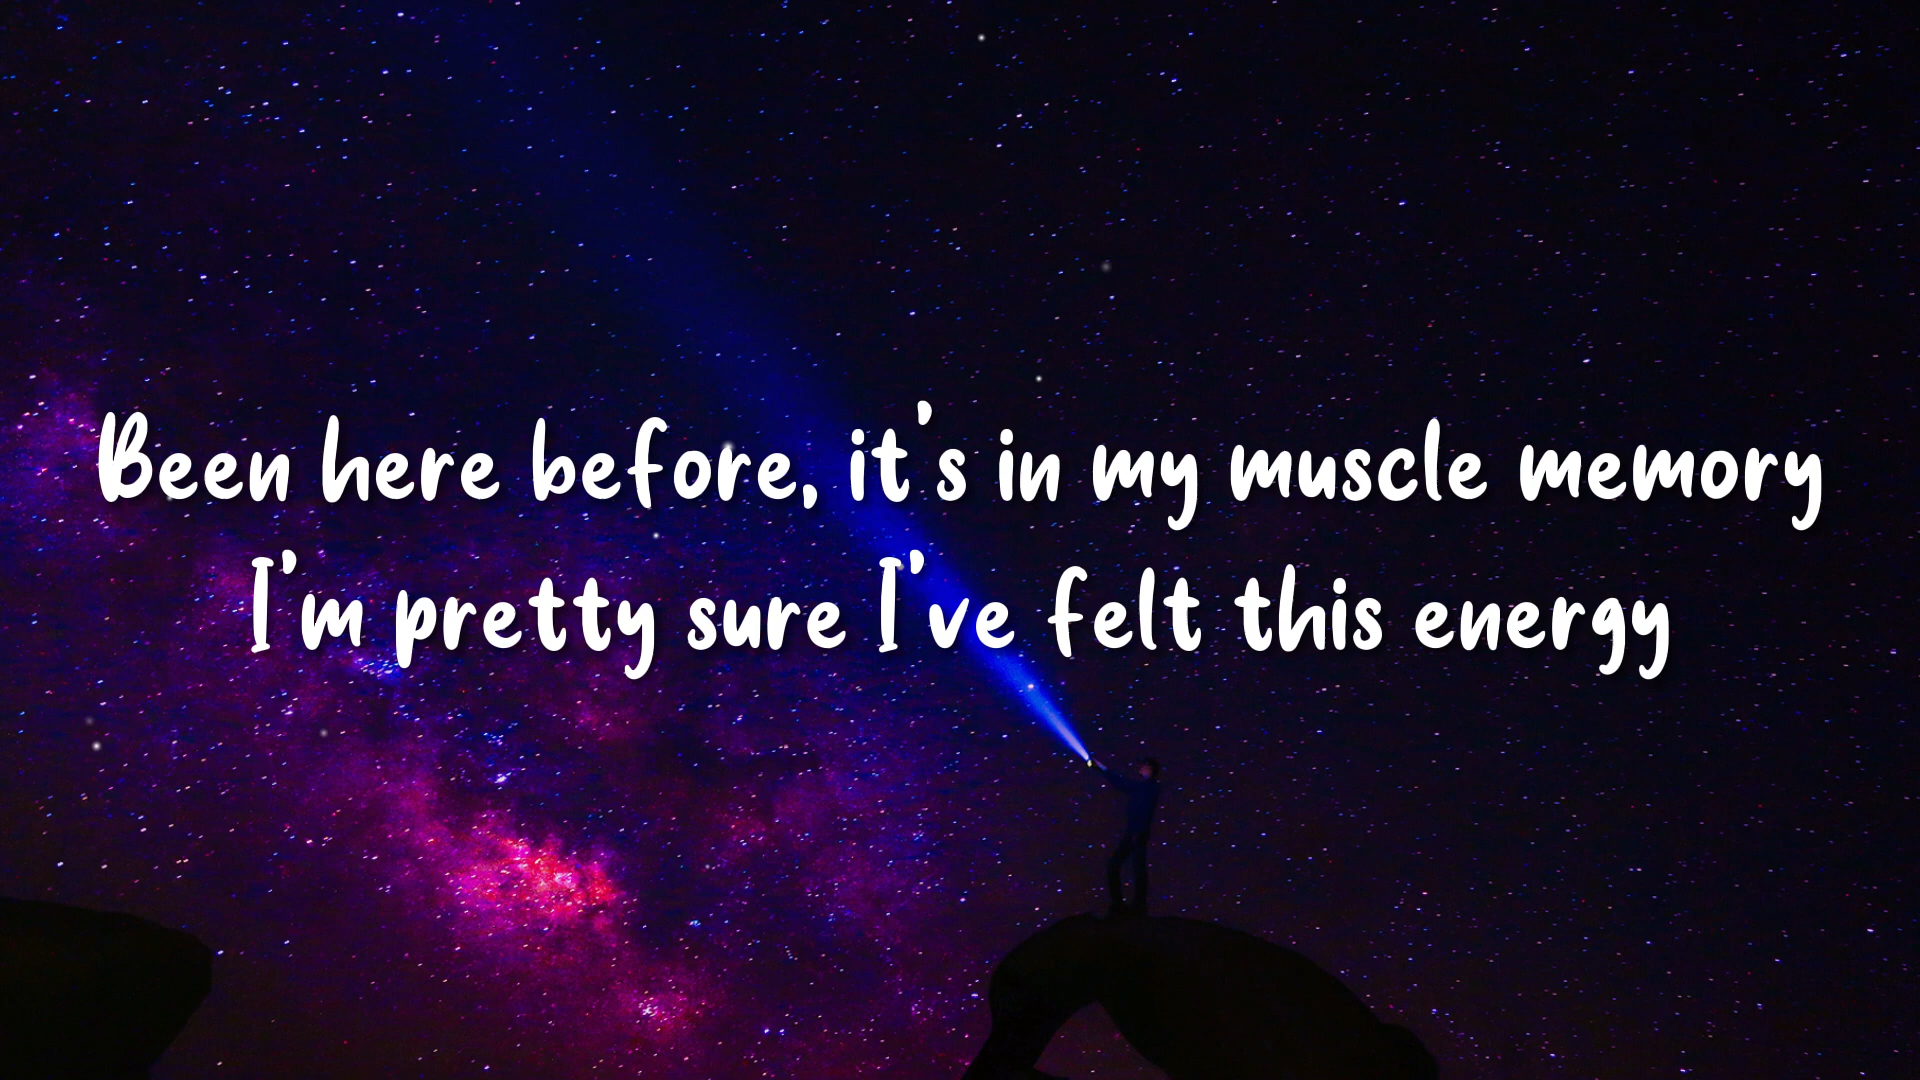 Been here before, it's in my muscle memory
I'm pretty sure I've felt this energy